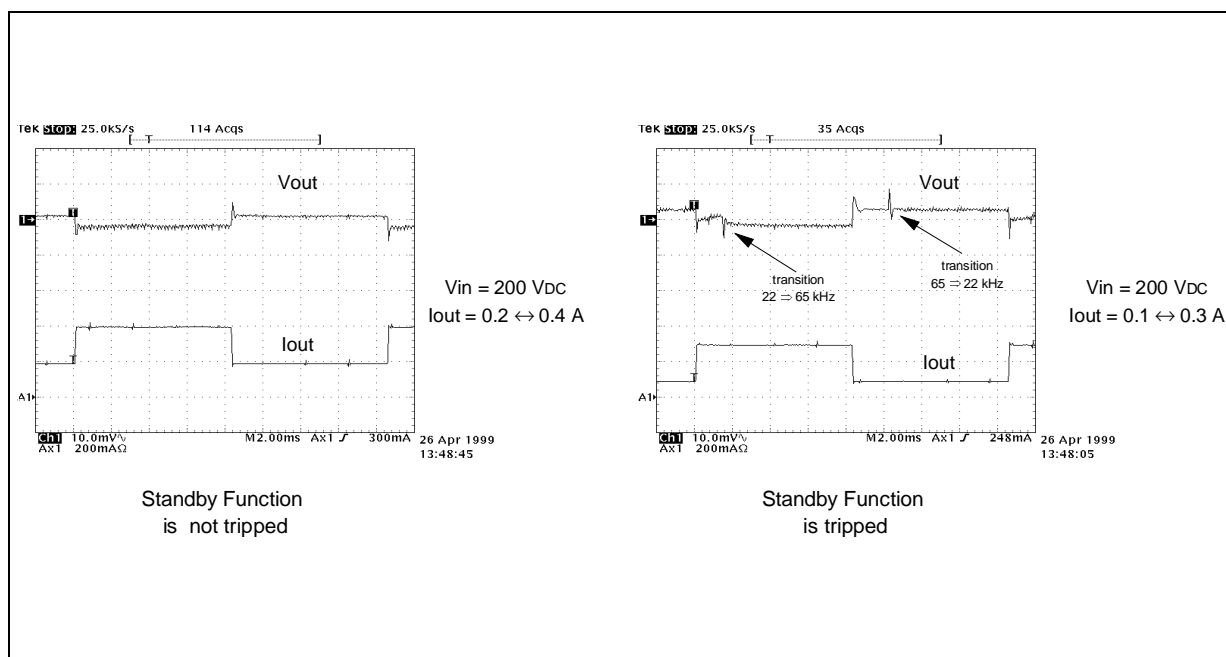 Tek Stop: 25.0kS/s 114 Acqs
T
Vout
T
1
T
Iout
A1
Ch1 10.0mV∿ M2.00ms Ax1 ƒ 300mA
Ax1 200mAΩ
26 Apr 1999
13:48:45
Vin = 200 VDC
Iout = 0.2 ↔ 0.4 A
Standby Function
is not tripped
Tek Stop: 25.0kS/s 35 Acqs
T
Vout
T
1
transition
22 ⇒ 65 kHz
transition
65 ⇒ 22 kHz
T
Iout
A1
Ch1 10.0mV∿ M2.00ms Ax1 ƒ 248mA
Ax1 200mAΩ
26 Apr 1999
13:48:05
Vin = 200 VDC
Iout = 0.1 ↔ 0.3 A
Standby Function
is tripped